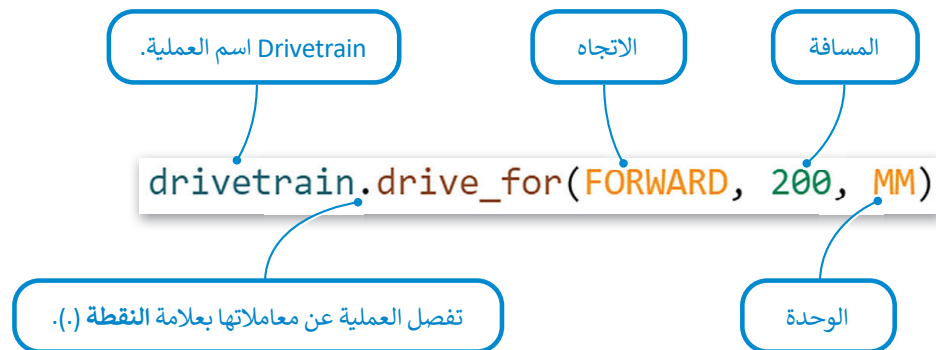 Drivetrain اسم العملية.
الاتجاه
المسافة
drivetrain.drive_for(FORWARD, 200, MM)
تفصل العملية عن معاملاتها بعلامة النقطة (.).
الوحدة